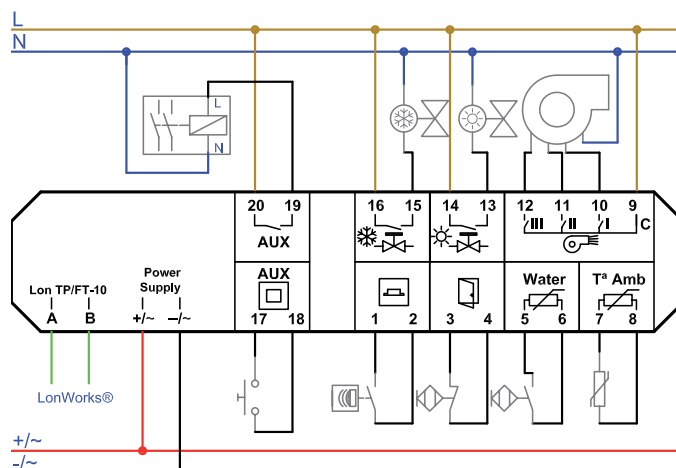 L
N
L
N
20 19
16 15
14 13
12 11 10 9
III II I C
AUX
AUX
Lon TP/FT-10
Power
Supply
Water
Tª Amb
A B +/~ –/~
17 18
1 2
3 4
5 6
7 8
LonWorks®
+/~
-/~